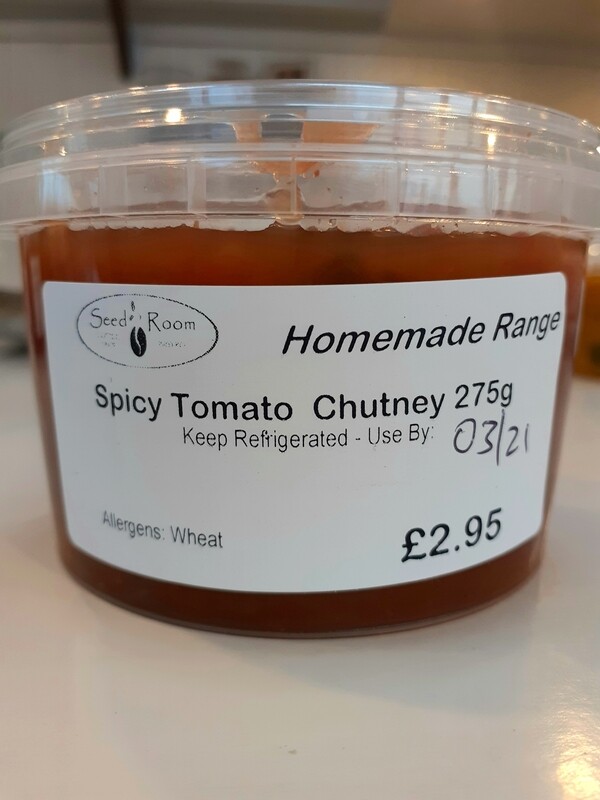 Seed Room
Homemade Range
Spicy Tomato Chutney 275g
Keep Refrigerated - Use By: 03/21
Allergens: Wheat
£2.95